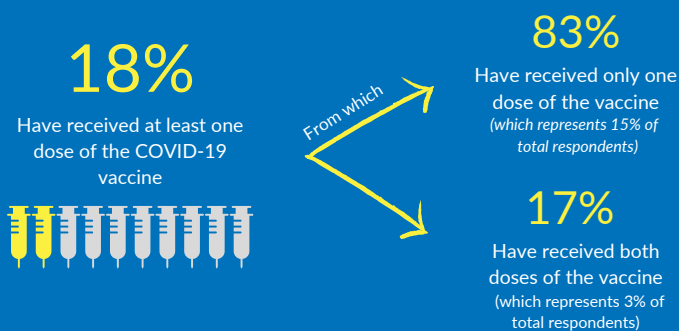 18%
Have received at least one
dose of the COVID-19
vaccine
From which
83%
Have received only one
dose of the vaccine
(which represents 15% of
total respondents)
17%
Have received both
doses of the vaccine
(which represents 3% of
total respondents)